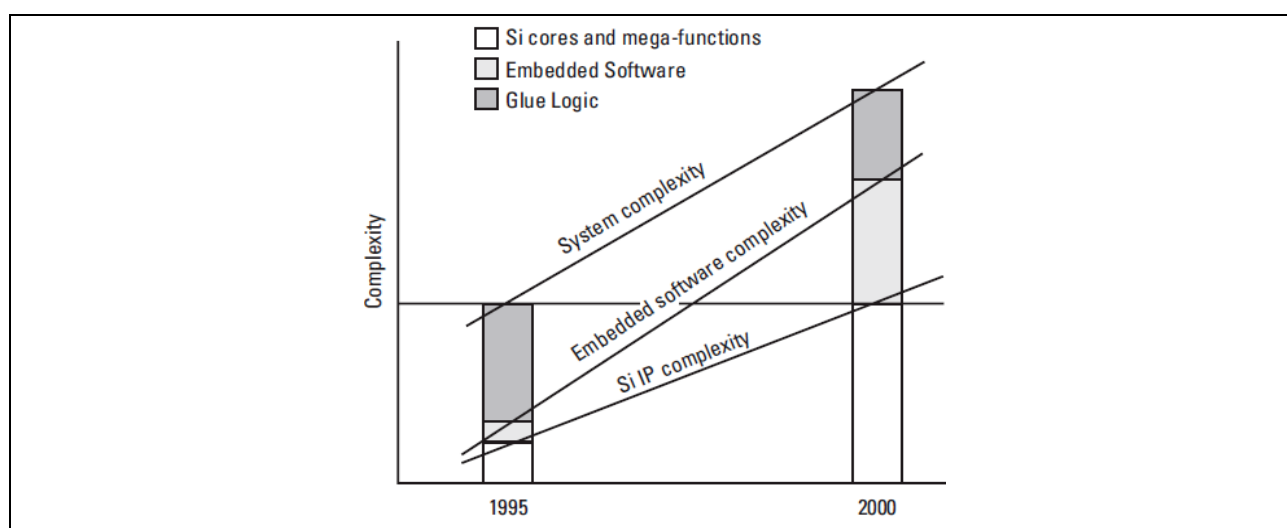 Si cores and mega-functions
Embedded Software
Glue Logic
System complexity
Embedded software complexity
Si IP complexity
Complexity
1995
2000